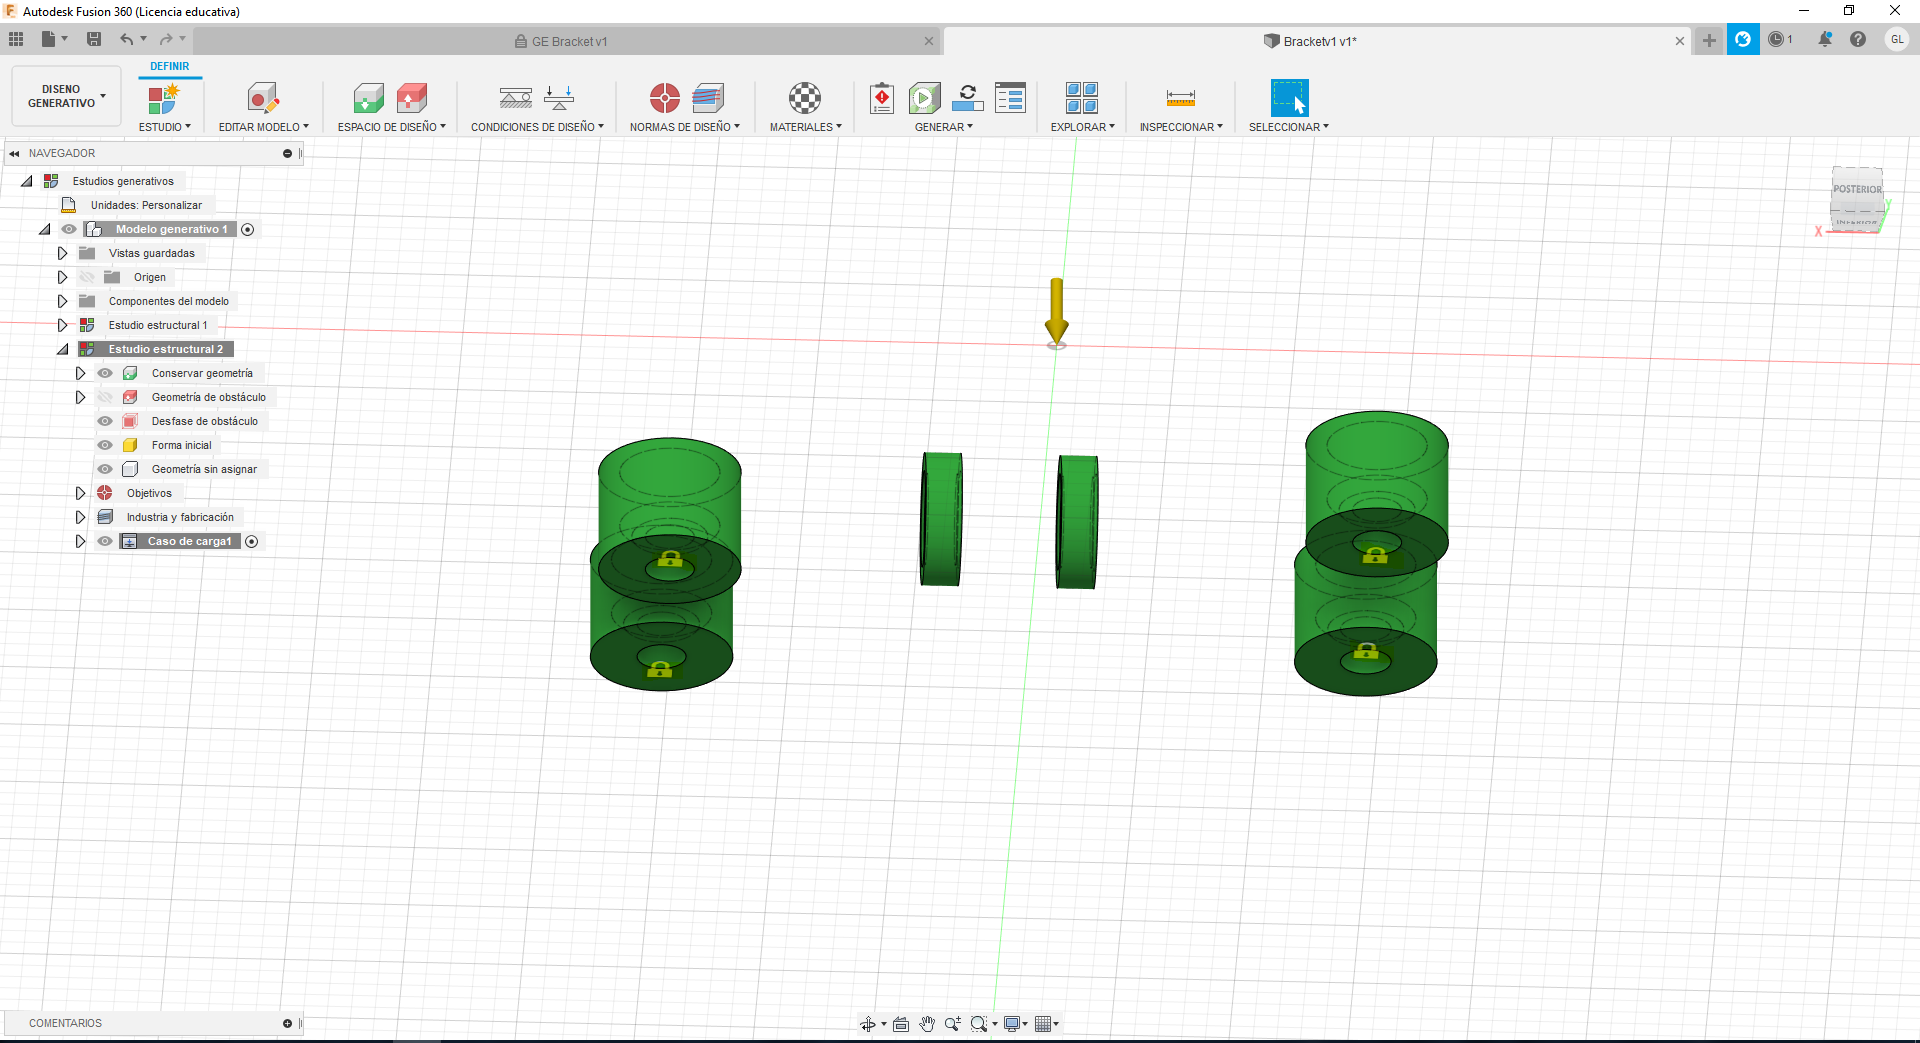 Autodesk Fusion 360 (Licencia educativa)
GE Bracket v1
Bracketv1 v1*
1
GL
DISENO
GENERATIVO
DEFINIR
ESTUDIO
EDITAR MODELO
ESPACIO DE DISEÑO
CONDICIONES DE DISEÑO
NORMAS DE DISEÑO
MATERIALES
GENERAR
EXPLORAR
INSPECCIONAR
SELECCIONAR
NAVEGADOR
Estudios generativos
Unidades: Personalizar
Modelo generativo 1
Vistas guardadas
Origen
Componentes del modelo
Estudio estructural 1
Estudio estructural 2
Conservar geometría
Geometría de obstáculo
Desfase de obstáculo
Forma inicial
Geometría sin asignar
Objetivos
Industria y fabricación
Caso de carga1
POSTERIOR
INFERIOR
X
Y
COMENTARIOS